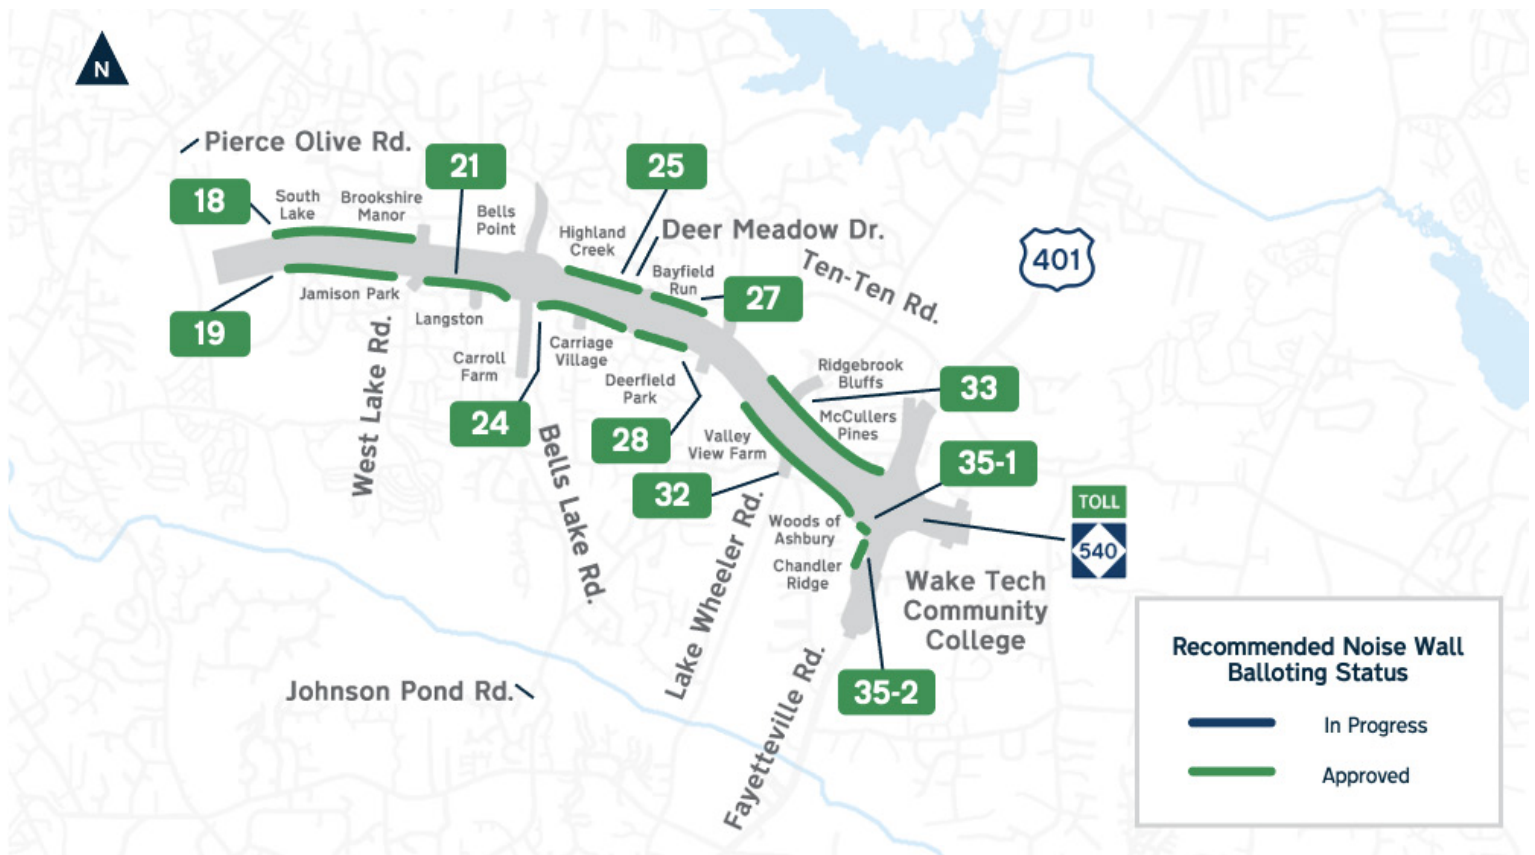 N
Pierce Olive Rd.
21
25
18
South
Lake
Brookshire
Manor
Bells
Point
Highland
Creek
Deer Meadow Dr.
Ten-Ten Rd.
401
Bayfield
Run
27
19
Jamison Park
Langston
West Lake Rd.
Carroll
Farm
Carriage
Village
Deerfield
Park
24
28
Ridgebrook
Bluffs
33
McCullers
Pines
Valley
View Farm
32
35-1
Bells Lake Rd.
Lake Wheeler Rd.
Woods of
Ashbury
Chandler
Ridge
TOLL
540
Wake Tech
Community
College
35-2
Johnson Pond Rd.
Fayetteville Rd.
Recommended Noise Wall
Balloting Status
In Progress
Approved